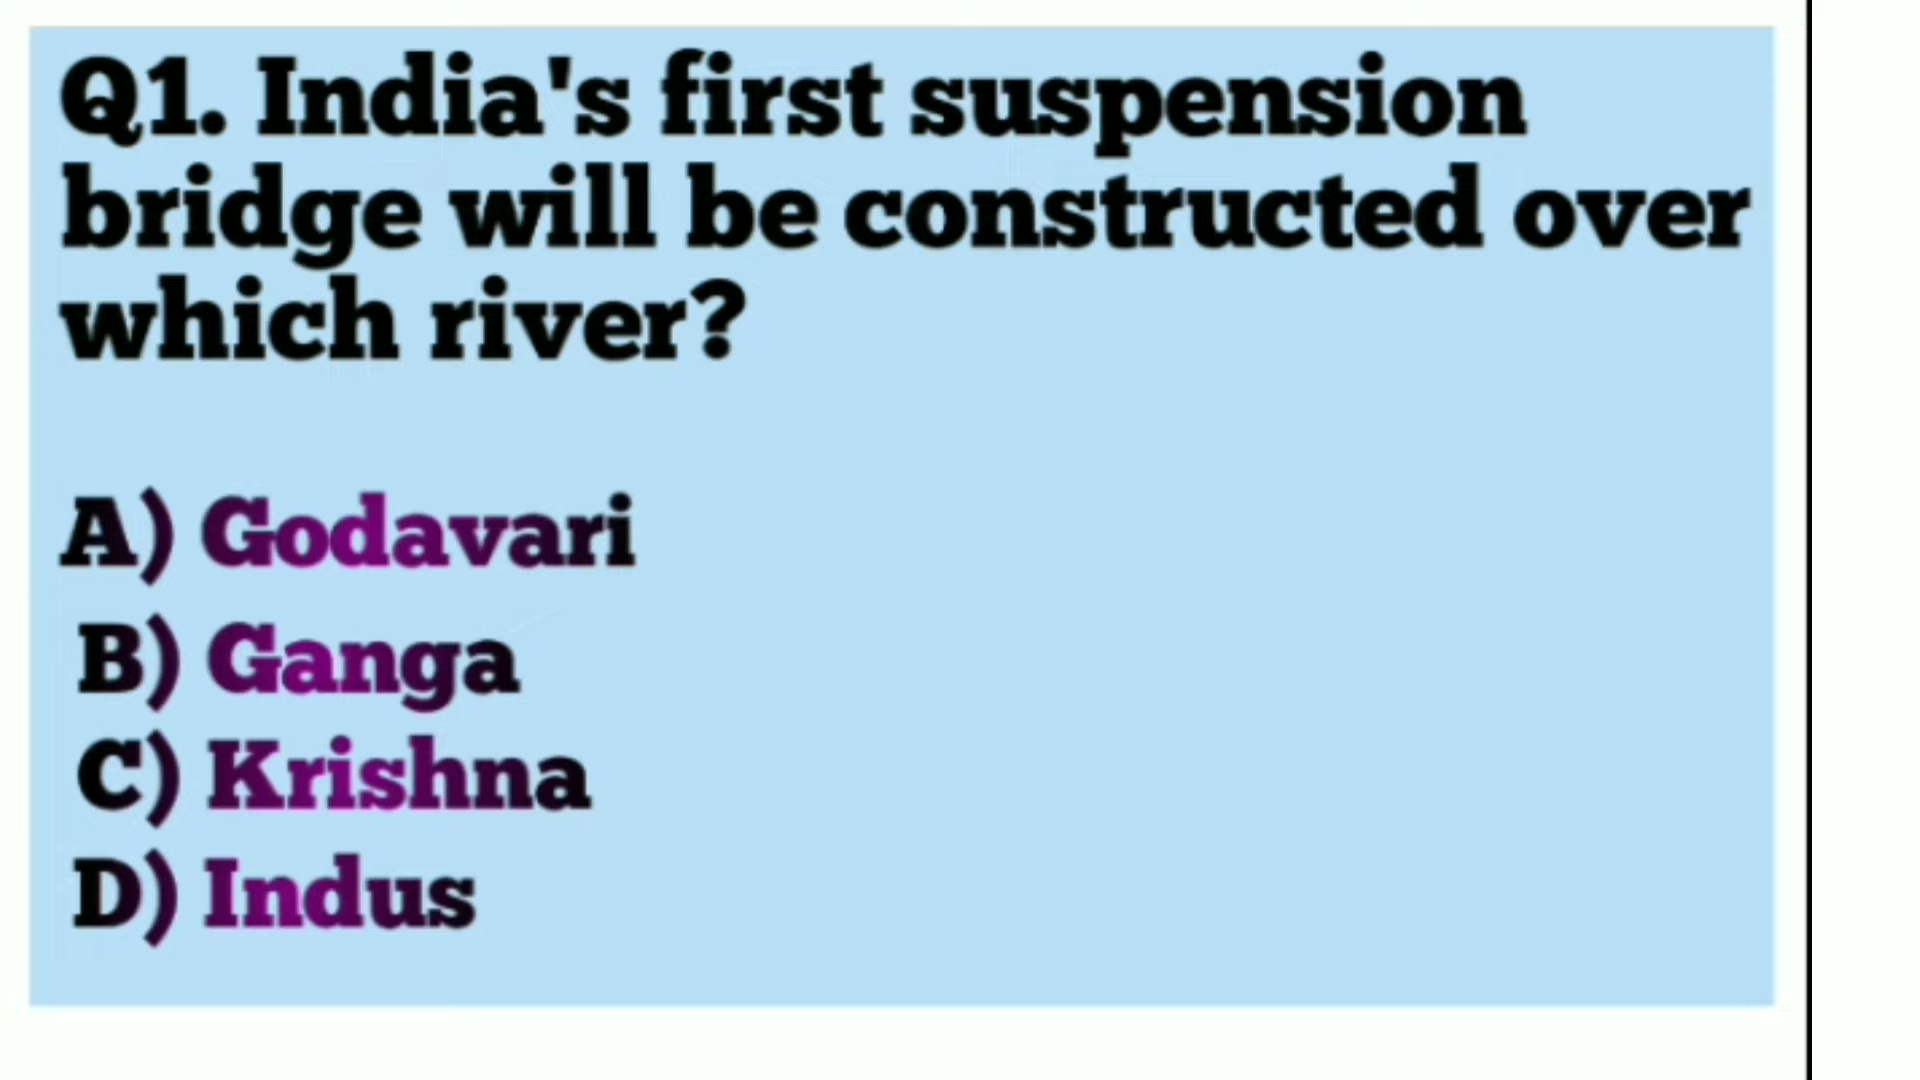 Q1. India's first suspension
bridge will be constructed over
which river?
A) Godavari
B) Ganga
C) Krishna
D) Indus